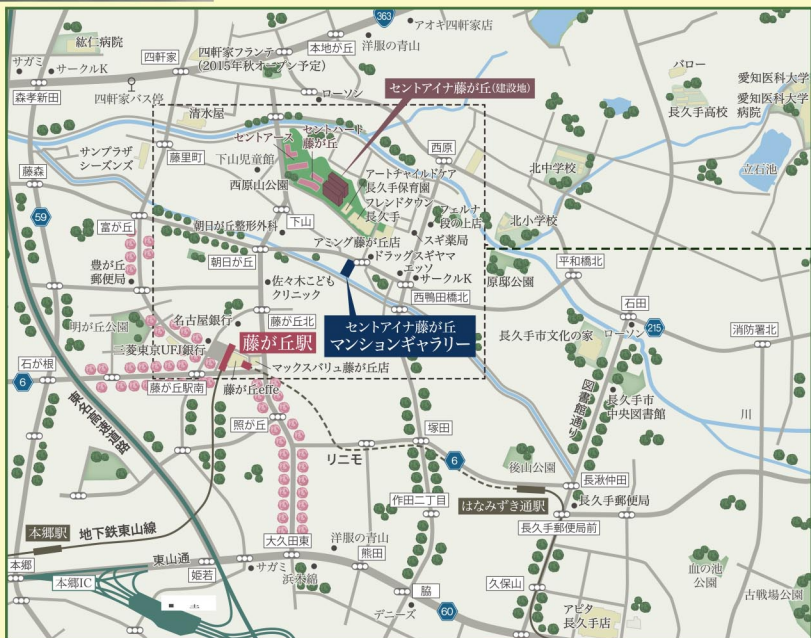 363
アオキ四軒家店
紘仁病院
四軒家
四軒家フランテ
(2015年秋オープン予定)
本地が丘
洋服の青山
サガミ
サークルK
ローソン
セントアイナ藤が丘(建設地)
バロー
愛知医科大学
森孝新田
四軒家バス停
長久手高校
愛知医科大学
病院
清水屋
セントアース
セントパート
藤が丘
西原
サンプラザ
シーズンズ
藤里町
下山児童館
アートチャイルドケア
長久手保育園
北中学校
立石池
藤森
西原山公園
フレンドタウン
長久手
フェルナ
段の上店
59
富が丘
朝日が丘整形外科
下山
スギ薬局
北小学校
アミング藤が丘店
ドラッグスギヤマ
豊が丘
郵便局
朝日が丘
エッソ
サークルK
原邸公園
平和橋北
佐々木こども
クリニック
西鴨田橋北
石田
明が丘公園
名古屋銀行
藤が丘北
セントアイナ藤が丘
マンションギャラリー
長久手市文化の家
ローソン
215
消防署北
三菱東京UFJ銀行
藤が丘駅
石が根
マックスバリュ藤が丘店
6
藤が丘駅南
藤が丘effe
図書館通り
長久手市
中央図書館
川
東名高速道路
照が丘
塚田
リニモ
6
後山公園
長湫仲田
作田二丁目
はなみずき通駅
長久手郵便局
本郷駅
地下鉄東山線
長久手郵便局前
大久田東
洋服の青山
東山通
熊田
本郷
本郷IC
姫若
サガミ
浜木綿
脇
久保山
血の池
公園
古戦場公園
デニーズ
60
アピタ
長久手店